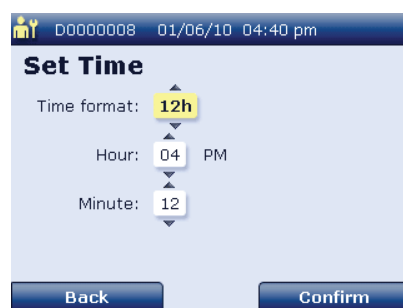 D0000008 01/06/10 04:40 pm
Set Time
Time format: 12h
Hour: 04 PM
Minute: 12
Back Confirm